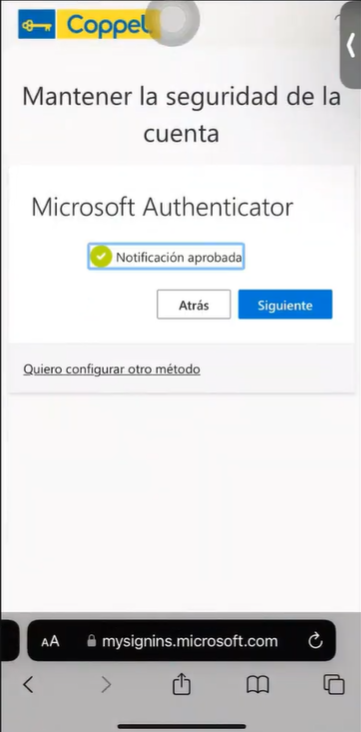 Coppel
Mantener la seguridad de la
cuenta
Microsoft Authenticator
Notificación aprobada
Atrás
Siguiente
Quiero configurar otro método
AA
mysignins.microsoft.com